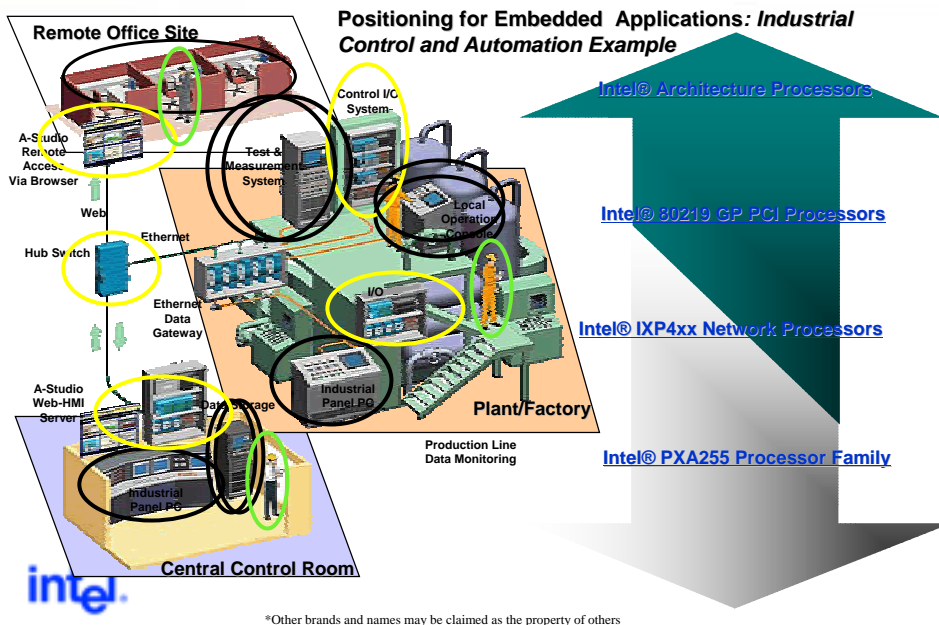 Positioning for Embedded Applications: Industrial
Control and Automation Example
Remote Office Site
Control I/O
System
A-Studio
Remote
Access
Via Browser
Test &
Measurement
System
Local
Operation
Console
Web
Ethernet
Hub Switch
Ethernet
Data
Gateway
I/O
Industrial
Panel PC
Plant/Factory
A-Studio
Web-HMI
Server
Data Storage
Production Line
Data Monitoring
Industrial
Panel PC
Central Control Room
Intel® Architecture Processors
Intel® 80219 GP PCI Processors
Intel® IXP4xx Network Processors
Intel® PXA255 Processor Family
intel.
*Other brands and names may be claimed as the property of others